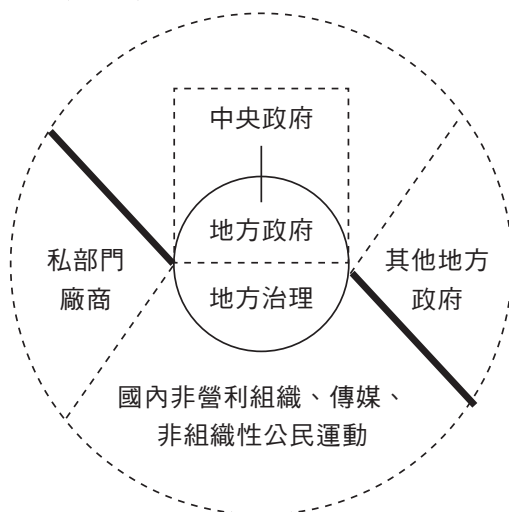 中央政府
地方政府
地方治理
私部門
廠商
其他地方
政府
國內非營利組織、傳媒、
非組織性公民運動